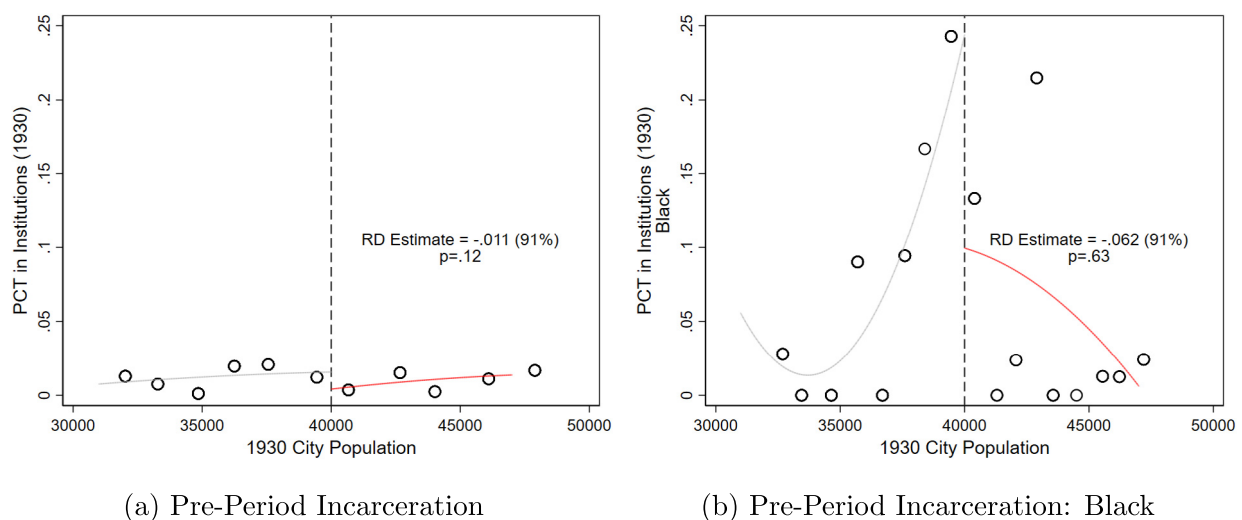 .25
.2
.15
.1
.05
0
PCT in Institutions (1930)
RD Estimate = -.011 (91%)
p=.12
30000 35000 40000 45000 50000
1930 City Population
(a) Pre-Period Incarceration
.25
.2
.15
.1
.05
0
PCT in Institutions (1930)
Black
RD Estimate = -.062 (91%)
p=.63
30000 35000 40000 45000 50000
1930 City Population
(b) Pre-Period Incarceration: Black